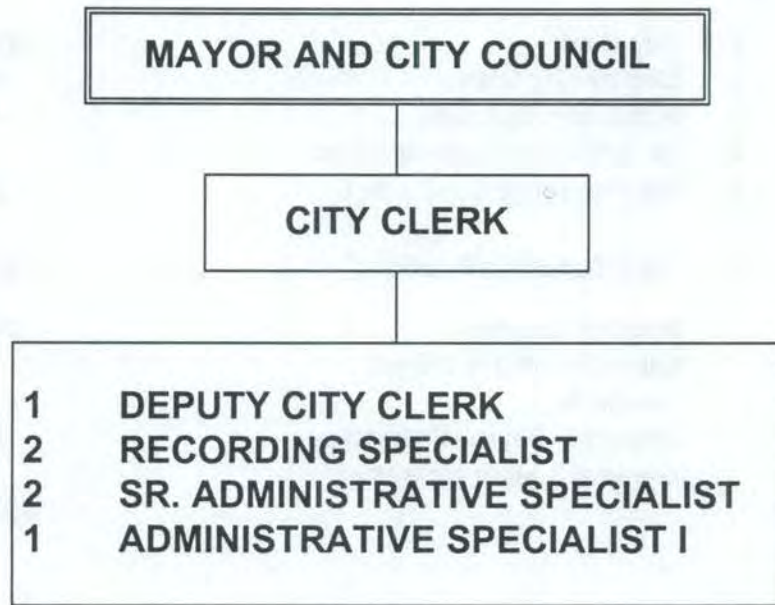 MAYOR AND CITY COUNCIL
CITY CLERK
1 DEPUTY CITY CLERK
2 RECORDING SPECIALIST
2 SR. ADMINISTRATIVE SPECIALIST
1 ADMINISTRATIVE SPECIALIST I